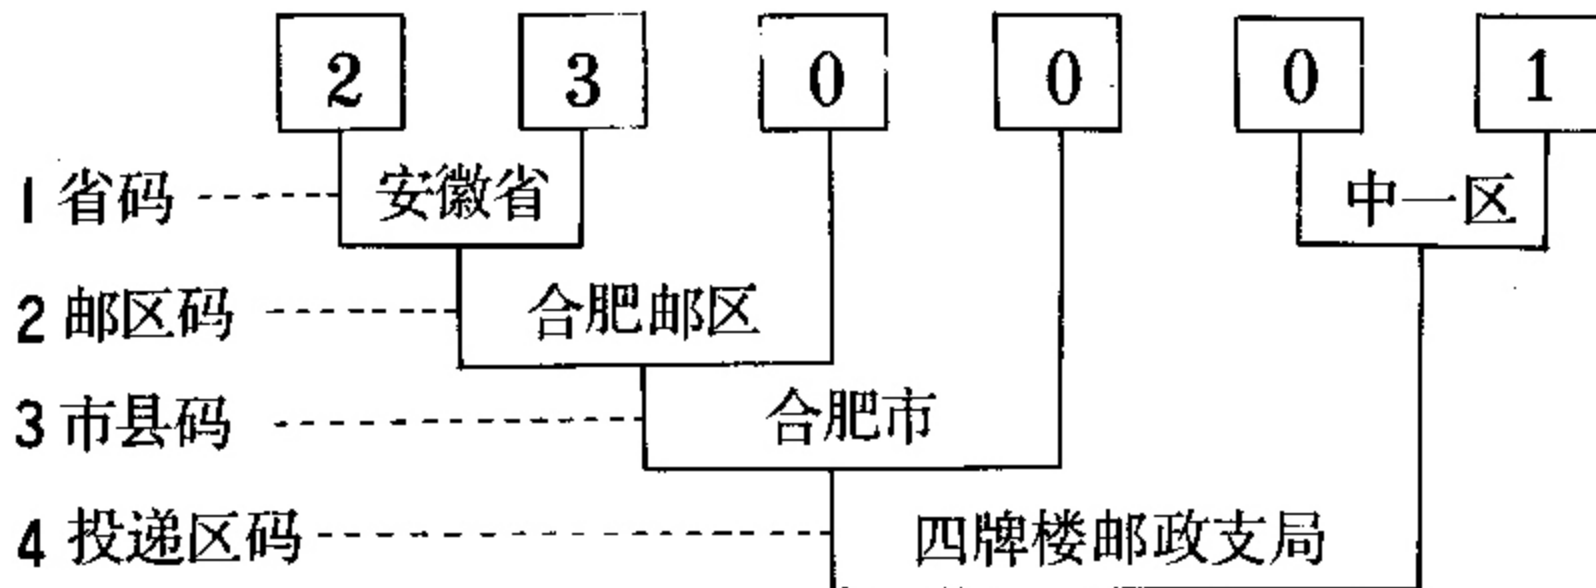 2 3 0 0 0 1
1 省码 安徽省 中一区
2 邮区码 合肥邮区
3 市县码 合肥市
4 投递区码 四牌楼邮政支局